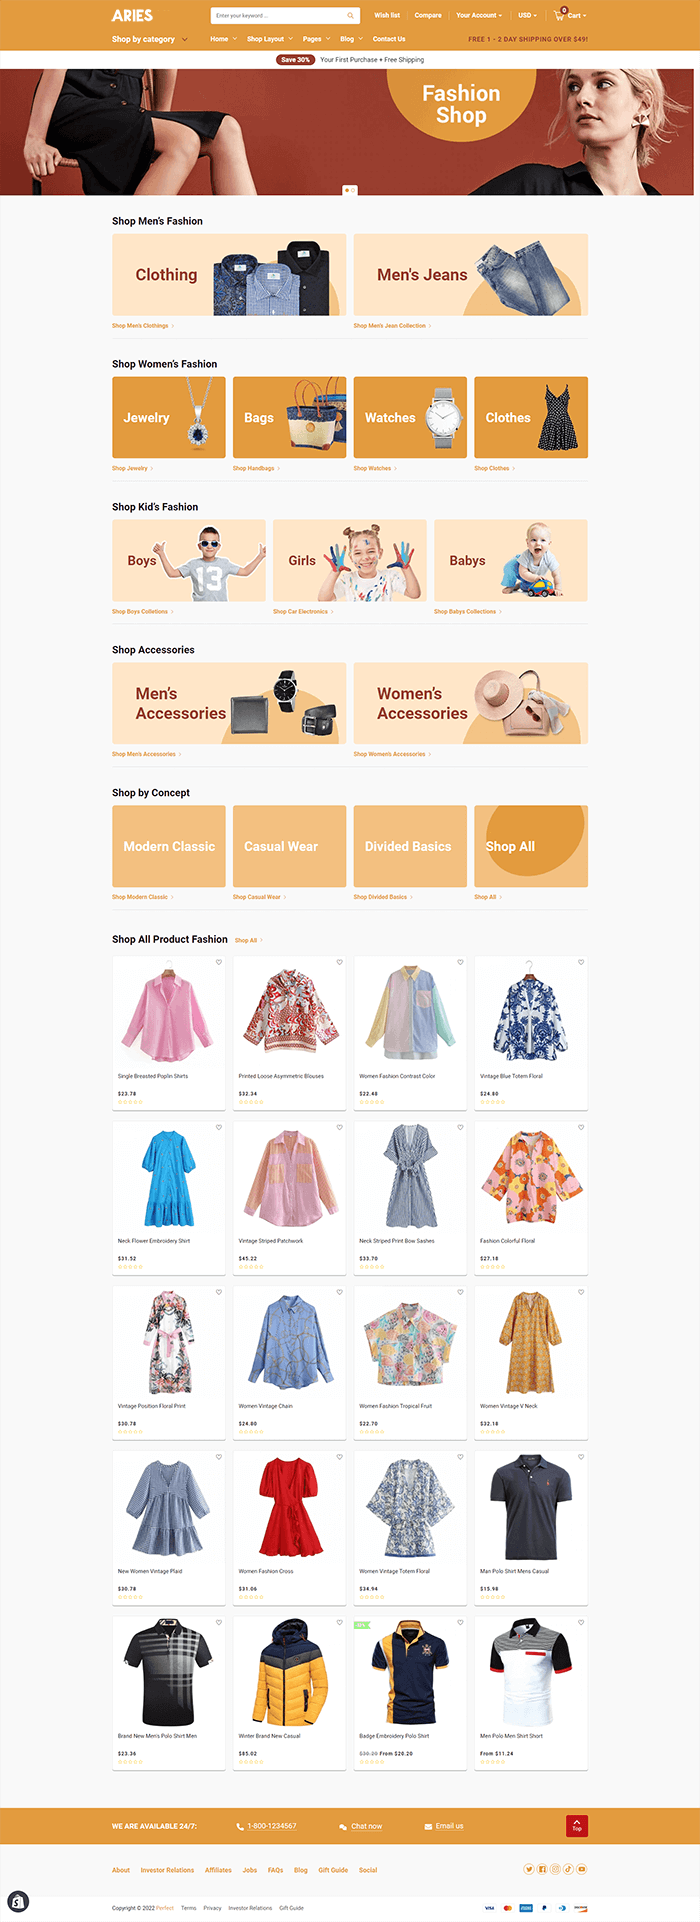 ARIES
Enter your keyword ...
Wish list
Compare
Your Account
USD
0
Cart
Shop by category
Home
Shop Layout
Pages
Blog
Contact Us
FREE 1 - 2 DAY SHIPPING OVER $49!
Save 30%
Your First Purchase + Free Shipping
Fashion
Shop
Shop Men's Fashion
Clothing
Men's Jeans
Shop Men's Clothings
Shop Men's Jean Collection
Shop Women's Fashion
Jewelry
Bags
Watches
Clothes
Shop Jewelry
Shop Handbags
Shop Watches
Shop Clothes
Shop Kid's Fashion
Boys
13
Girls
Babys
Shop Boys Colletions
Shop Car Electronics
Shop Babys Collections
Shop Accessories
Men's
Accessories
Women's
Accessories
Shop Men's Accessories
Shop Women's Accessories
Shop by Concept
Modern Classic
Casual Wear
Divided Basics
Shop All
Shop Modern Classic
Shop Casual Wear
Shop Divided Basics
Shop All
Shop All Product Fashion
Shop All
Single Breasted Poplin Shirts
$23.78
Printed Loose Asymmetric Blouses
$32.34
Women Fashion Contrast Color
$22.48
Vintage Blue Totem Floral
$24.80
Neck Flower Embroidery Shirt
$31.52
Vintage Striped Patchwork
$45.22
Neck Striped Print Bow Sashes
$33.70
Fashion Colorful Floral
$27.18
Vintage Position Floral Print
$30.78
Women Vintage Chain
$24.80
Women Fashion Tropical Fruit
$22.70
Women Vintage V Neck
$32.18
New Women Vintage Plaid
$30.78
Women Fashion Cross
$31.06
Women Vintage Totem Floral
$34.94
Man Polo Shirt Mens Casual
$15.98
Brand New Men's Polo Shirt Men
$23.36
Winter Brand New Casual
$85.02
Badge Embroidery Polo Shirt
$30.20 From $20.20
Men Polo Men Shirt Short
From $11.24
WE ARE AVAILABLE 24/7:
1-800-1234567
Chat now
Email us
Top
About
Investor Relations
Affiliates
Jobs
FAQs
Blog
Gift Guide
Social
Copyright © 2022 Perfect
Terms
Privacy
Investor Relations
Gift Guide
VISA
DISCOVER